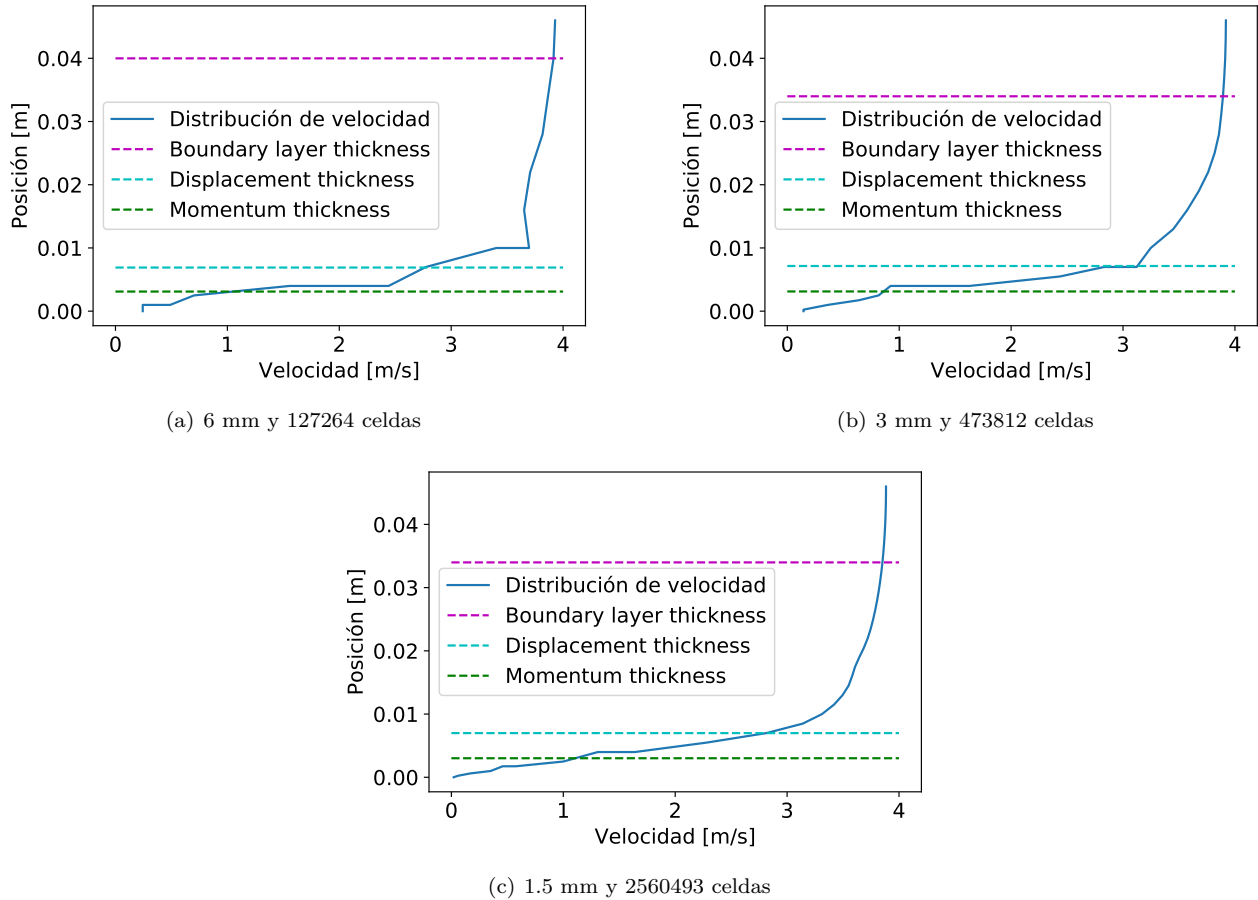 0.04
0.03
0.02
0.01
0.00
Posición [m]
Distribución de velocidad
Boundary layer thickness
Displacement thickness
Momentum thickness
0 1 2 3 4
Velocidad [m/s]
(a) 6 mm y 127264 celdas
0.04
0.03
0.02
0.01
0.00
Posición [m]
Distribución de velocidad
Boundary layer thickness
Displacement thickness
Momentum thickness
0 1 2 3 4
Velocidad [m/s]
(b) 3 mm y 473812 celdas
0.04
0.03
0.02
0.01
0.00
Posición [m]
Distribución de velocidad
Boundary layer thickness
Displacement thickness
Momentum thickness
0 1 2 3 4
Velocidad [m/s]
(c) 1.5 mm y 2560493 celdas